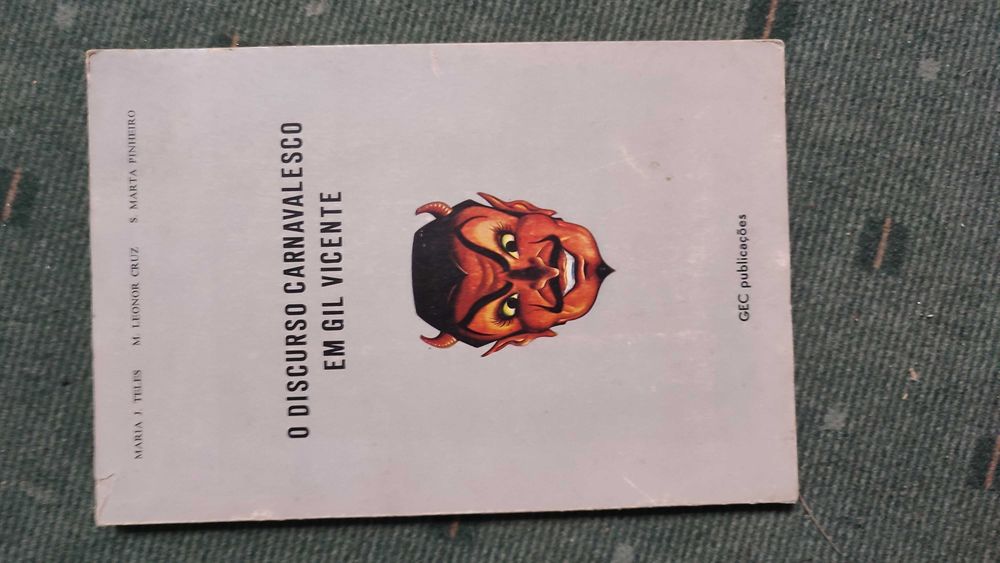 MARIA J. TELES M. LEONOR CRUZ S. MARTA PINHEIRO
O DISCURSO CARNAVALESCO
EM GIL VICENTE
GEC publicações